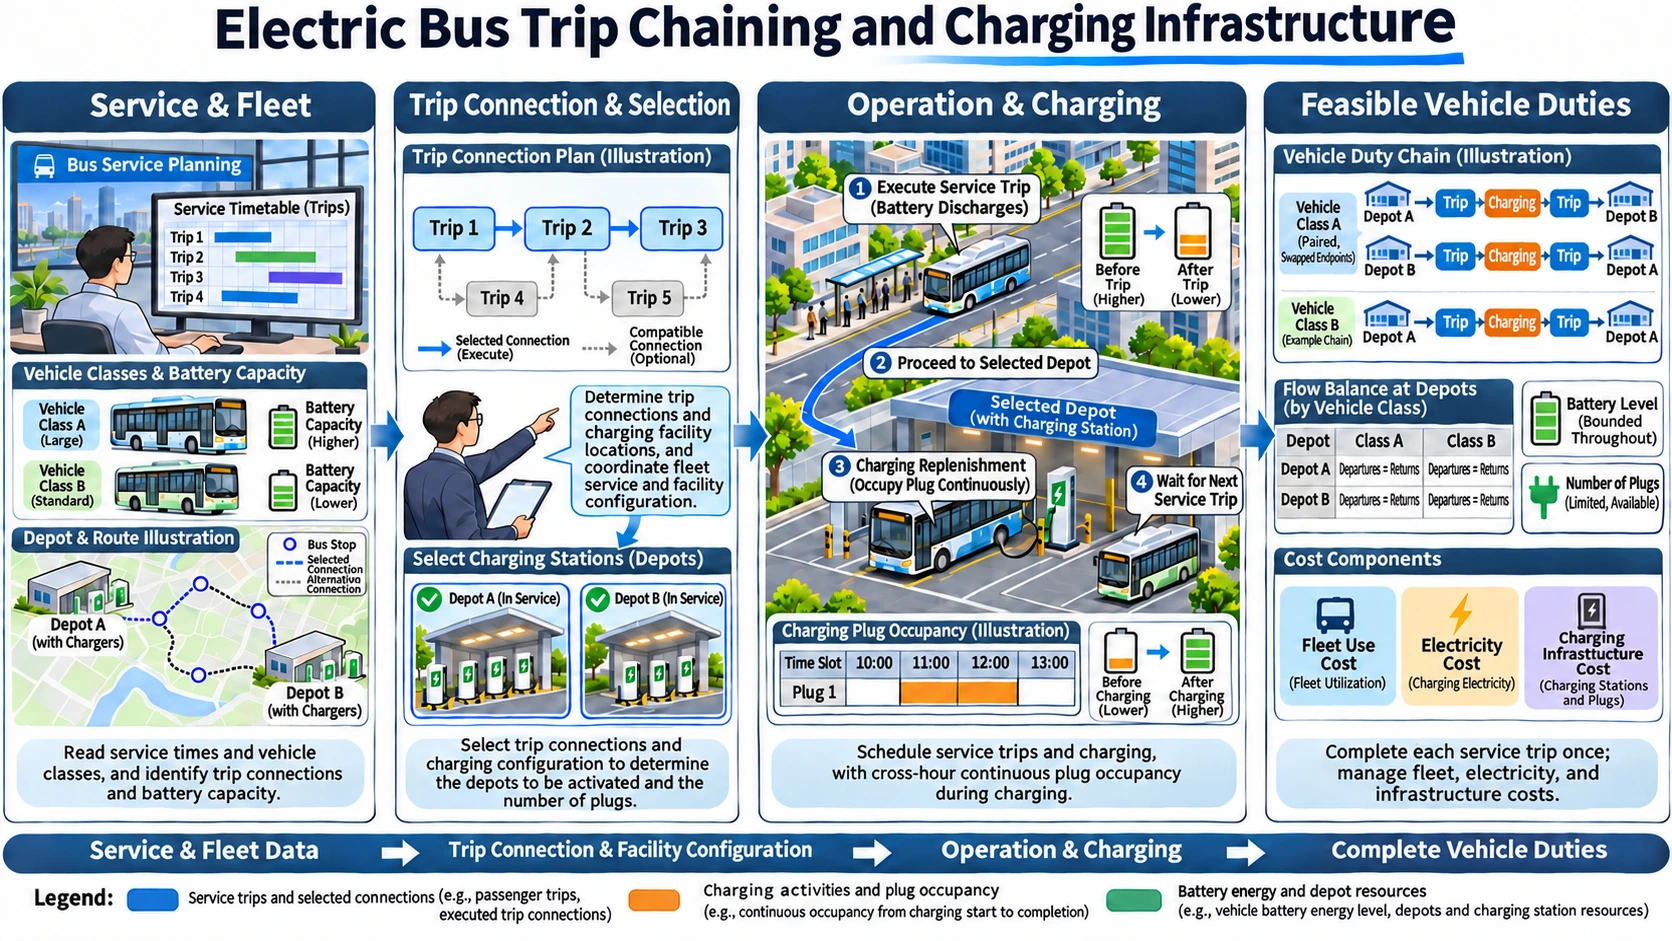 Electric Bus Trip Chaining and Charging Infrastructure
Service & Fleet
Bus Service Planning
Service Timetable (Trips)
Trip 1
Trip 2
Trip 3
Trip 4
Vehicle Classes & Battery Capacity
Vehicle
Class A
(Large)
Battery
Capacity
(Higher)
Vehicle
Class B
(Standard)
Battery
Capacity
(Lower)
Depot & Route Illustration
Bus Stop
Selected
Connection
Alternativa
Connection
Depot A
(with Chargers)
Depot B
(with Chargers)
Read service times and vehicle
classes, and identify trip connections
and battery capacity.
Trip Connection & Selection
Trip Connection Plan (Illustration)
Trip 1
Trip 2
Trip 3
Trip 4
Trip 5
Selected Connection
(Execute)
Compatible
Connection
(Optional)
Determine trip
connections and
charging facility
locations, and
coordinate fleet
service and facility
configuration.
Select Charging Stations (Depots)
Depot A (In Service)
Depot B (In Service)
Select trip connections and
charging configuration to determine
the depots to be activated and the
number of plugs.
Operation & Charging
1 Execute Service Trip
(Battery Discharges)
Before
Trip
(Higher)
After
Trip
(Lower)
2 Proceed to Selected Depot
Selected Depot
(with Charging Station)
3 Charging Replenishment
(Occupy Plug Continuously)
4 Wait for Next
Service Trip
Charging Plug Occupancy (Illustration)
Time Slot 10:00 11:00 12:00 13:00
Plug 1
Before
Charging
(Lower)
After
Charging
(Higher)
Schedule service trips and charging,
with cross-hour continuous plug occupancy
during charging.
Feasible Vehicle Duties
Vehicle Duty Chain (Illustration)
Vehicle
Class A
(Paired,
Swapped Endpoints)
Depot A Trip Charging Trip Depot B
Depot B Trip Charging Trip Depot A
Vehicle
Class B
(Example Chain)
Depot A Trip Charging Trip Depot A
Flow Balance at Depots
(by Vehicle Class)
Depot Class A Class B
Depot A Departures = Returns Departures = Returns
Depot B Departures = Returns Departures = Returns
Battery Level
(Bounded
Throughout)
Number of Plugs
(Limited, Available)
Cost Components
Fleet Use
Cost
(Fleet Utilization)
Electricity
Cost
(Charging Electricity)
Charging
Infrasttucture
Cost
(Charging Stations
and Plugs)
Complete each service trip once;
manage fleet, electricity, and
infrastructure costs.
Service & Fleet Data
Trip Connection & Facility Configuration
Operation & Charging
Complete Vehicle Duties
Legend:
Service trips and selected connections (e.g., passenger trips,
executed trip connections)
Charging activities and plug occupancy
(e.g., continuous occupancy from charging start to completion)
Battery energy and depot resources
(e.g., vehicle battery energy level, depots and charging station resources)